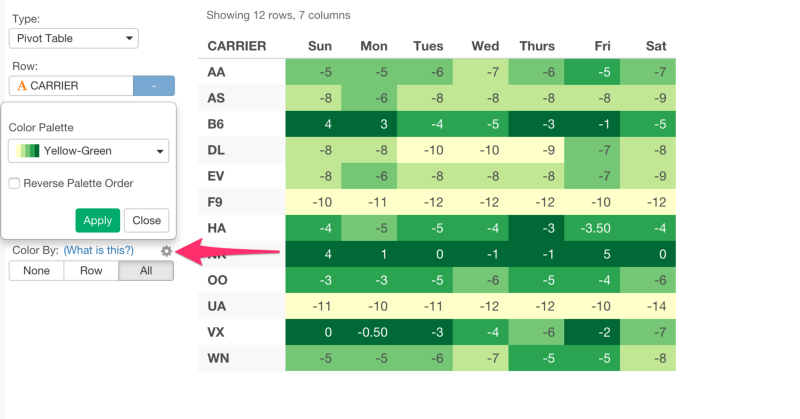 Type:
Pivot Table
Row:
A CARRIER
-
Color Palette
Yellow-Green
Reverse Palette Order
Apply Close
Color By: (What is this?)
None Row All
Showing 12 rows, 7 columns
CARRIER Sun Mon Tues Wed Thurs Fri Sat
AA -5 -5 -6 -7 -6 -5 -7
AS -8 -6 -8 -8 -8 -8 -9
B6 4 3 -4 -5 -3 -1 -5
DL -8 -8 -10 -10 -9 -7 -8
EV -8 -6 -8 -8 -8 -7 -9
F9 -10 -11 -12 -12 -12 -10 -12
HA -4 -5 -5 -4 -3 -3.50 -4
NK 4 1 0 -1 -1 5 0
OO -3 -3 -5 -6 -5 -4 -6
UA -11 -10 -11 -12 -12 -10 -14
VX 0 -0.50 -3 -4 -6 -2 -7
WN -5 -5 -6 -7 -5 -5 -8